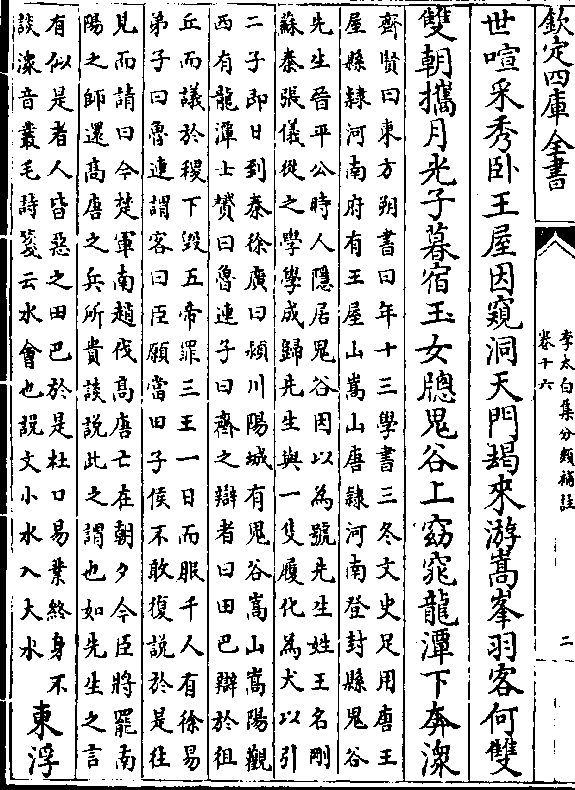 欽定四庫全書
李太白集分類補註
卷十六
二
世喧采秀卧王屋因窺洞天門朅來游嵩峯羽客何雙
雙朝攜月光子暮宿玉女牕鬼谷上窈窕龍潭下奔潨
齊賢曰東方朔書曰年十三學書三冬文史足用唐王
屋縣隸河南府有王屋山嵩山唐隸河南登封縣鬼谷
先生晉平公時人隱居鬼谷因以為號先生姓王名剛
蘇秦張儀從之學學成歸先生與一隻履化為犬以引
二子即日到秦徐廣曰潁川陽城有鬼谷嵩山嵩陽觀
西有龍潭士贇曰魯連子曰齊之辯者曰田巴辯於徂
丘而議於稷下毁五帝罪三王一日而服千人有徐易
弟子曰魯連謂客曰臣願當田子侯不敢復說於是往
見而請曰今楚軍南趙伐髙唐亡在朝夕今臣將罷南
陽之師還髙唐之兵所貴談說此之謂也如先生之言
有似是者人皆惡之田巴於是杜口易業終身不
談潨音叢毛詩箋云水會也説文小水入大水
東浮